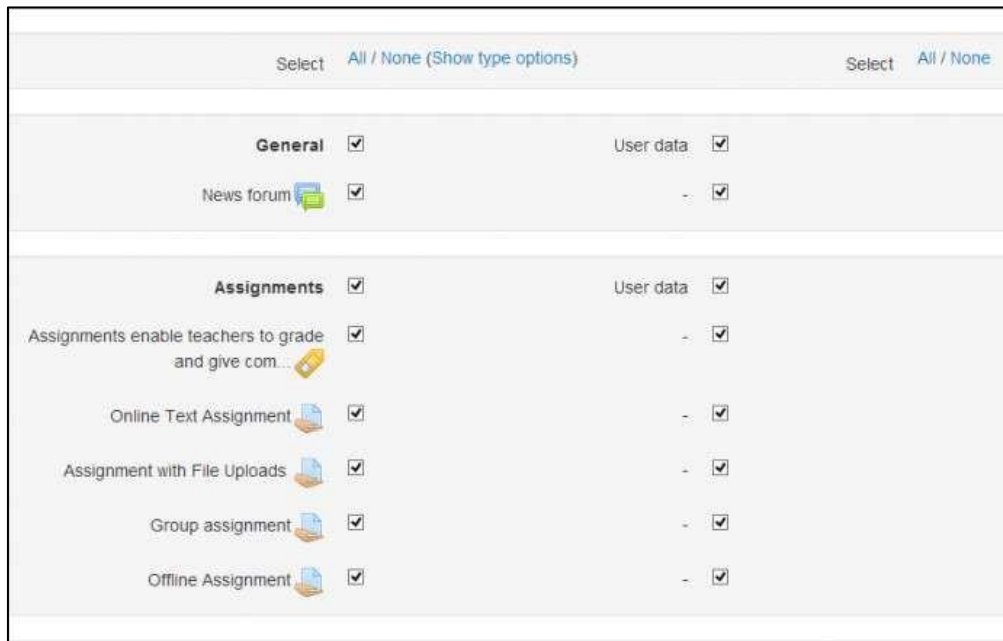 Select All / None (Show type options) Select All / None
General User data
News forum -
Assignments User data
Assignments enable teachers to grade -
and give com...
Online Text Assignment -
Assignment with File Uploads -
Group assignment -
Offline Assignment -